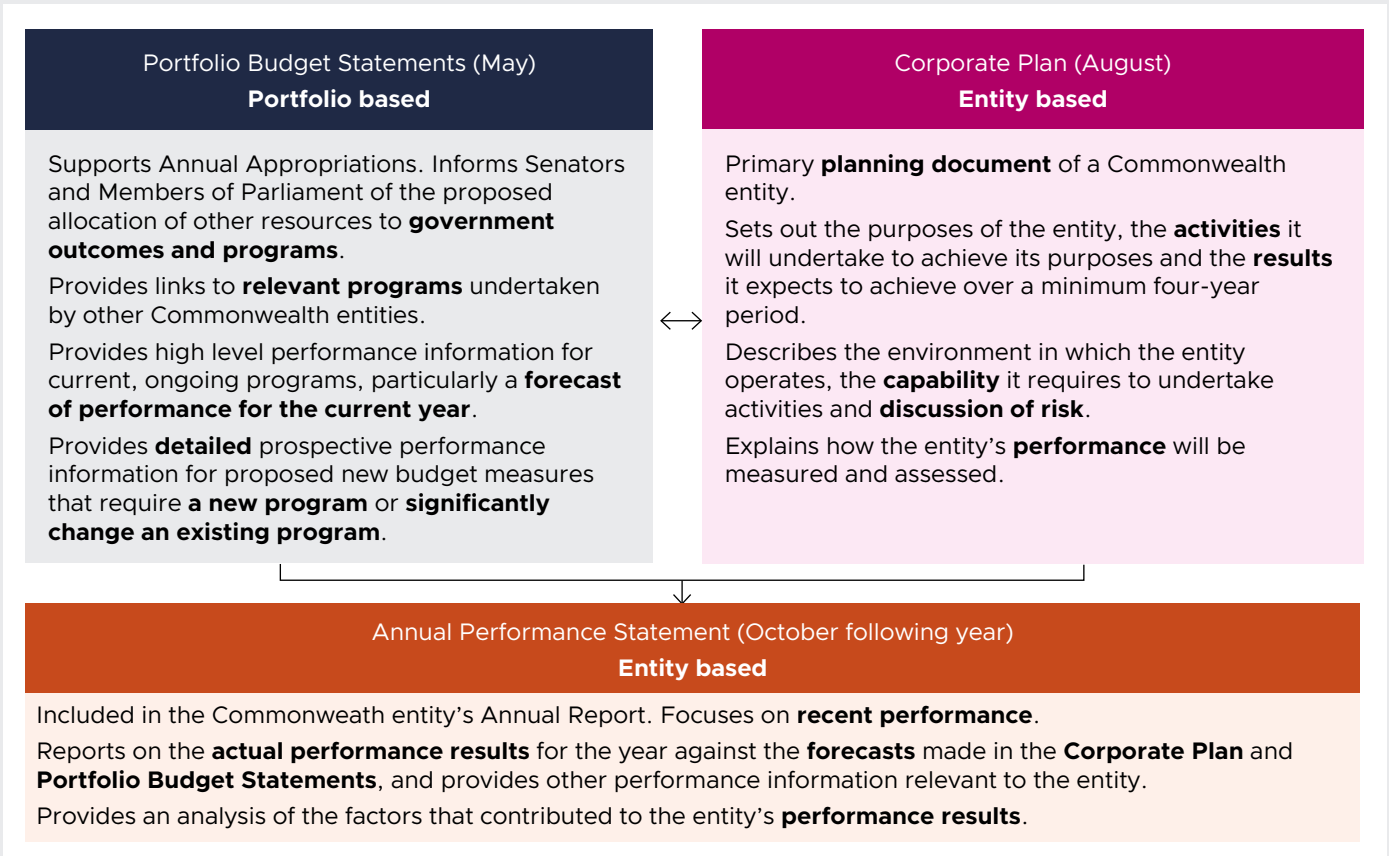 Portfolio Budget Statements (May)
Portfolio based
Supports Annual Appropriations. Informs Senators
and Members of Parliament of the proposed
allocation of other resources to government
outcomes and programs.
Provides links to relevant programs undertaken
by other Commonwealth entities.
Provides high level performance information for
current, ongoing programs, particularly a forecast
of performance for the current year.
Provides detailed prospective performance
information for proposed new budget measures
that require a new program or significantly
change an existing program.
Corporate Plan (August)
Entity based
Primary planning document of a Commonwealth
entity.
Sets out the purposes of the entity, the activities it
will undertake to achieve its purposes and the results
it expects to achieve over a minimum four-year
period.
Describes the environment in which the entity
operates, the capability it requires to undertake
activities and discussion of risk.
Explains how the entity’s performance will be
measured and assessed.
Annual Performance Statement (October following year)
Entity based
Included in the Commonweath entity’s Annual Report. Focuses on recent performance.
Reports on the actual performance results for the year against the forecasts made in the Corporate Plan and
Portfolio Budget Statements, and provides other performance information relevant to the entity.
Provides an analysis of the factors that contributed to the entity’s performance results.